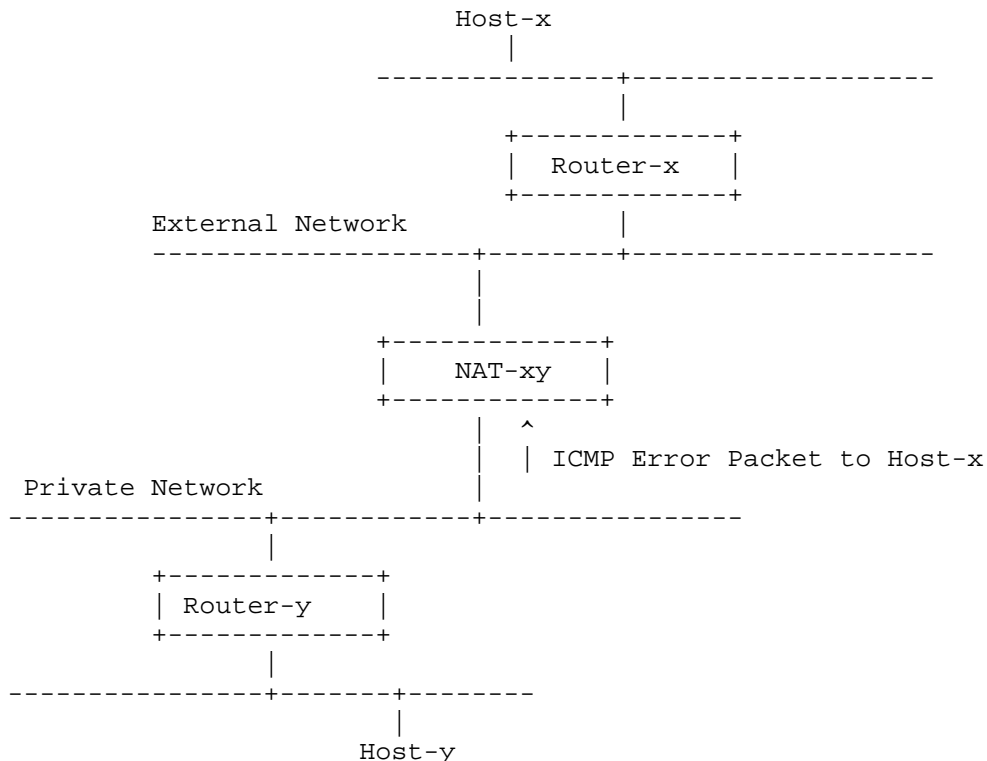 Host-x
Router-x
External Network
NAT-xy
ICMP Error Packet to Host-x
Private Network
Router-y
Host-y